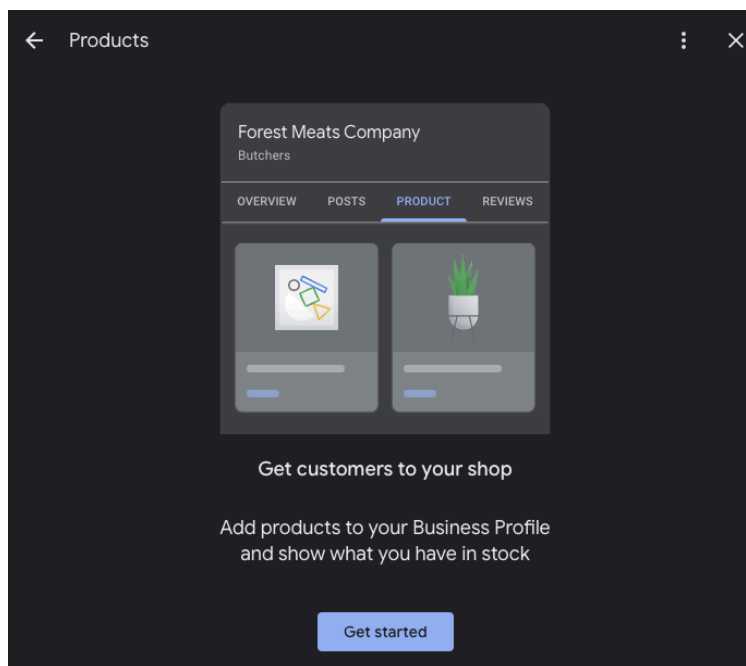 Products
Forest Meats Company
Butchers
OVERVIEW POSTS PRODUCT REVIEWS
Get customers to your shop
Add products to your Business Profile
and show what you have in stock
Get started